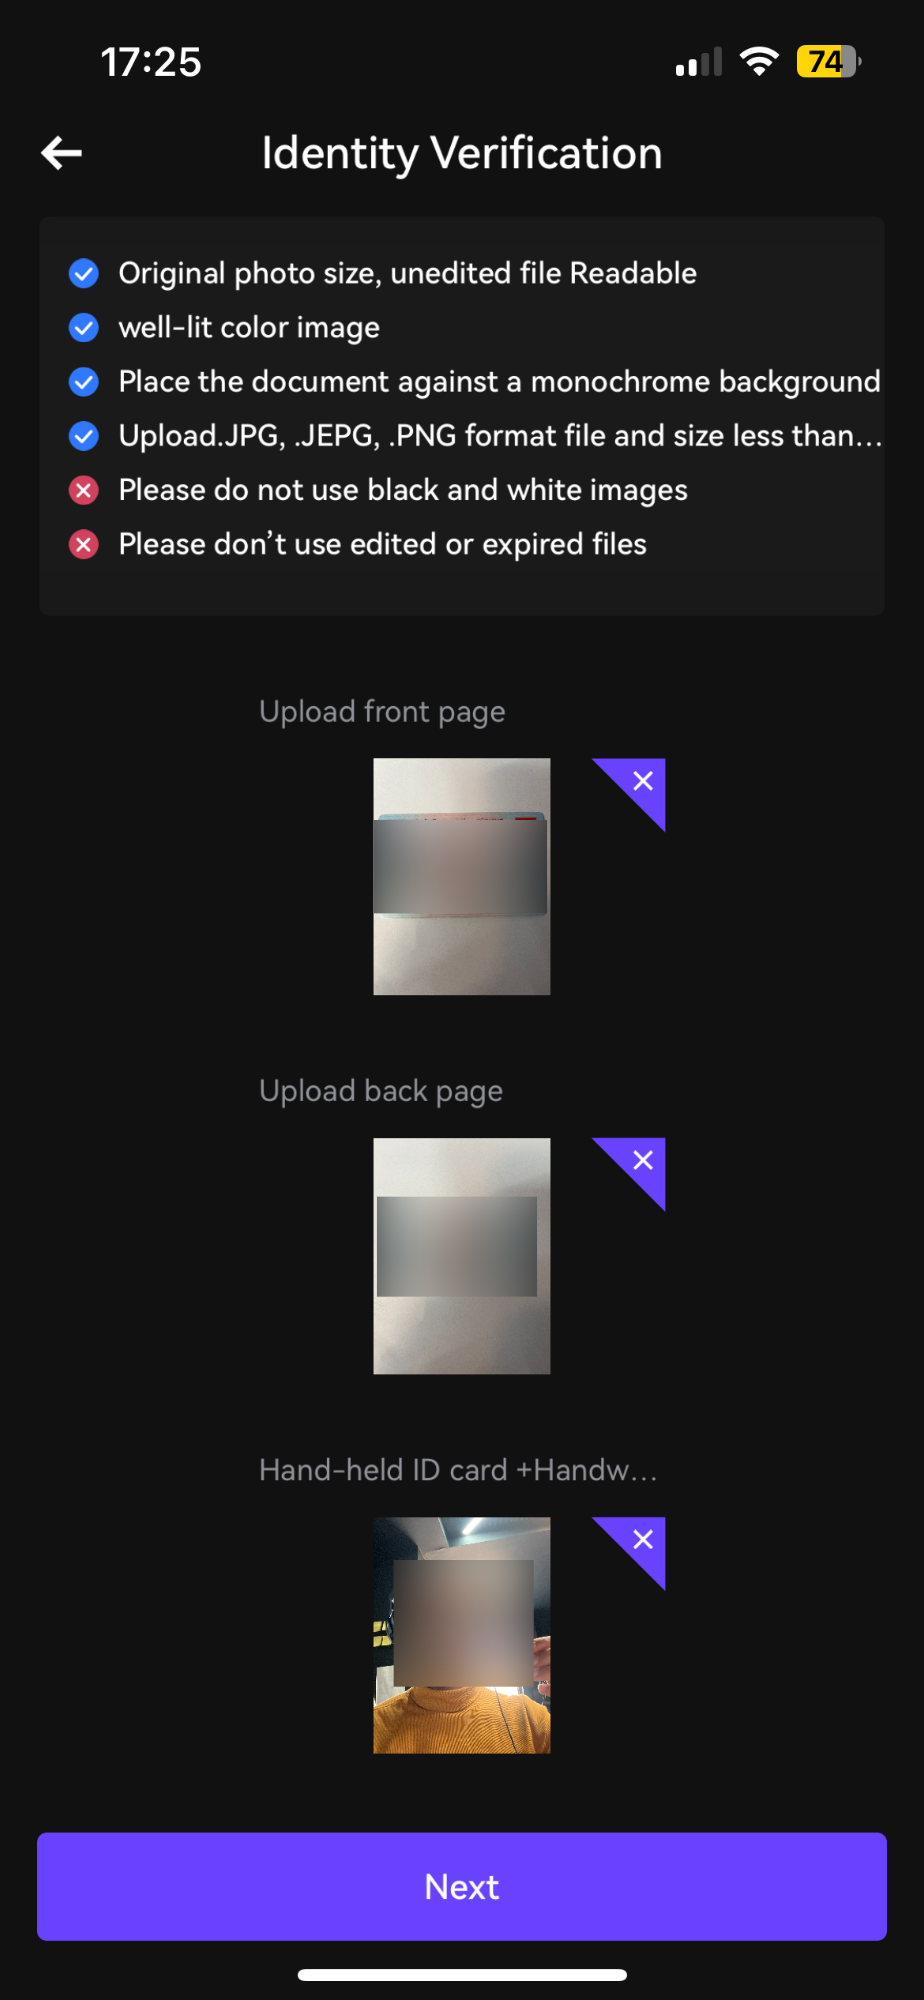 17:25
74
Identity Verification
Original photo size, unedited file Readable
well-lit color image
Place the document against a monochrome background
Upload.JPG, .JEPG, .PNG format file and size less than...
Please do not use black and white images
Please don't use edited or expired files
Upload front page
Upload back page
Hand-held ID card +Handw...
Next